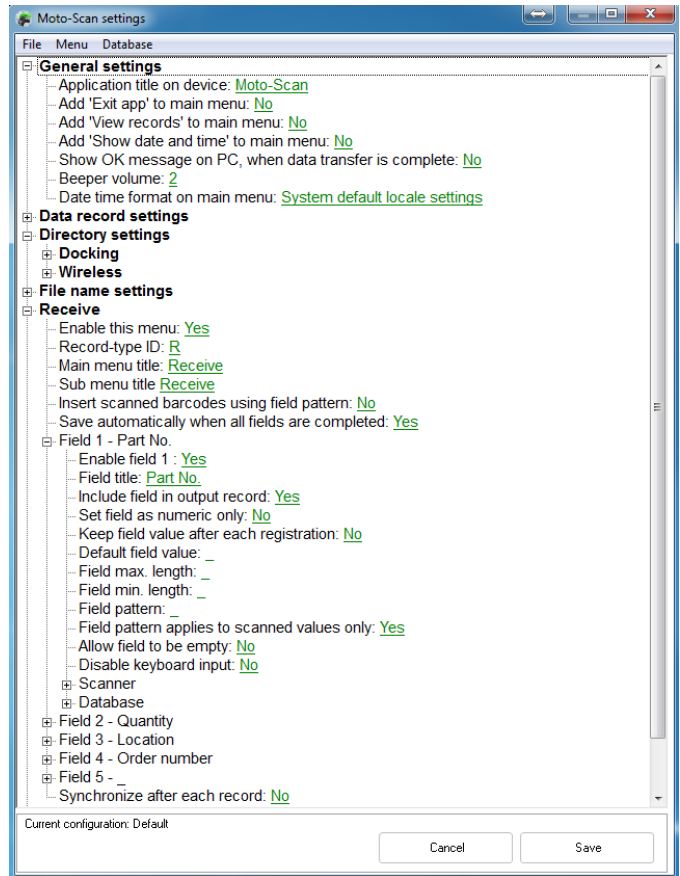 Moto-Scan settings
File Menu Database
General settings
Application title on device: Moto-Scan
Add 'Exit app' to main menu: No
Add 'View records' to main menu: No
Add 'Show date and time' to main menu: No
Show OK message on PC, when data transfer is complete: No
Beeper volume: 2
Date time format on main menu: System default locale settings
Data record settings
Directory settings
Docking
Wireless
File name settings
Receive
Enable this menu: Yes
Record-type ID: R
Main menu title: Receive
Sub menu title Receive
Insert scanned barcodes using field pattern: No
Save automatically when all fields are completed: Yes
Field 1 - Part No.
Enable field 1 : Yes
Field title: Part No.
Include field in output record: Yes
Set field as numeric only: No
Keep field value after each registration: No
Default field value: _
Field max. length: _
Field min. length: _
Field pattern: _
Field pattern applies to scanned values only: Yes
Allow field to be empty: No
Disable keyboard input: No
Scanner
Database
Field 2 - Quantity
Field 3 - Location
Field 4 - Order number
Field 5 - _
Synchronize after each record: No
Current configuration: Default
Cancel Save